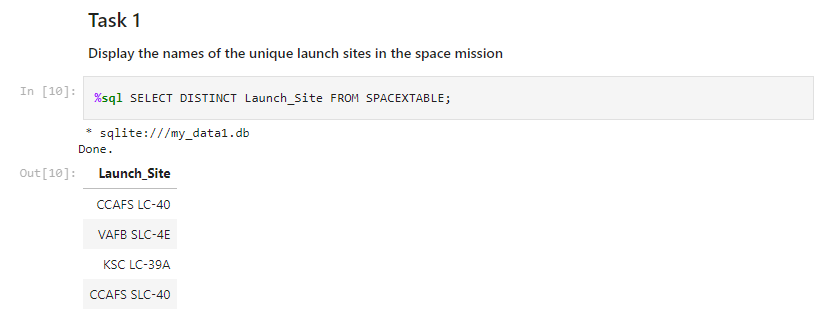 Task 1
Display the names of the unique launch sites in the space mission
In [10]: %sql SELECT DISTINCT Launch_Site FROM SPACEXTABLE;
* sqlite:///my_data1.db
Done.
Out[10]: Launch_Site
CCAFS LC-40
VAFB SLC-4E
KSC LC-39A
CCAFS SLC-40